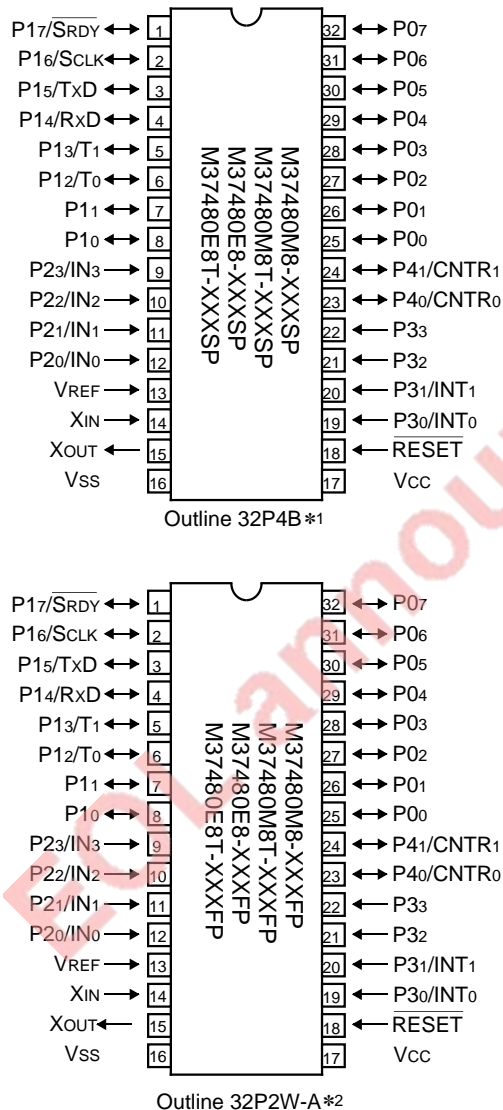 P17/SRDY 1 32 P07
P16/SCLK 2 31 P06
P15/TxD 3 30 P05
P14/RxD 4 29 P04
P13/T1 5 28 P03
P12/T0 6 27 P02
P11 7 26 P01
P10 8 25 P00
P23/IN3 9 24 P41/CNTR1
P22/IN2 10 23 P40/CNTR0
P21/IN1 11 22 P33
P20/IN0 12 21 P32
VREF 13 20 P31/INT1
XIN 14 19 P30/INT0
XOUT 15 18 RESET
VSS 16 17 VCC
M37480M8-XXXSP
M37480M8T-XXXSP
M37480E8-XXXSP
M37480E8T-XXXSP
Outline 32P4B *1
P17/SRDY 1 32 P07
P16/SCLK 2 31 P06
P15/TxD 3 30 P05
P14/RxD 4 29 P04
P13/T1 5 28 P03
P12/T0 6 27 P02
P11 7 26 P01
P10 8 25 P00
P23/IN3 9 24 P41/CNTR1
P22/IN2 10 23 P40/CNTR0
P21/IN1 11 22 P33
P20/IN0 12 21 P32
VREF 13 20 P31/INT1
XIN 14 19 P30/INT0
XOUT 15 18 RESET
VSS 16 17 VCC
M37480M8-XXXFP
M37480M8T-XXXFP
M37480E8-XXXFP
M37480E8T-XXXFP
Outline 32P2W-A *2
EOL annou